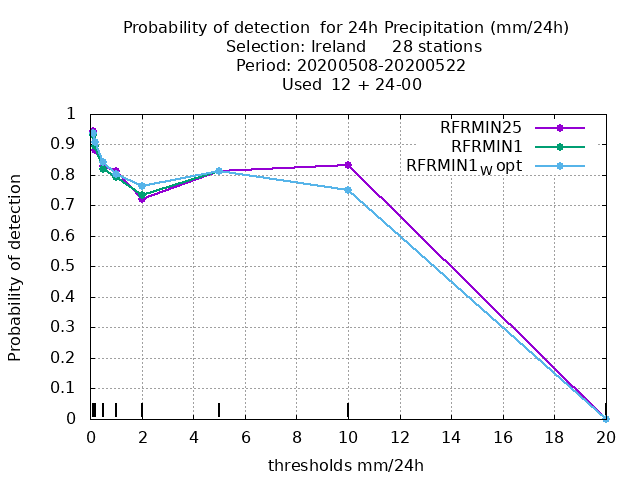 Probability of detection  for 24h Precipitation (mm/24h)
Selection: Ireland     28 stations
Period: 20200508-20200522
Used  12 + 24-00
RFRMIN25
RFRMIN1
RFRMIN1W opt
Probability of detection
1
0.9
0.8
0.7
0.6
0.5
0.4
0.3
0.2
0.1
0
0 2 4 6 8 10 12 14 16 18 20
thresholds mm/24h